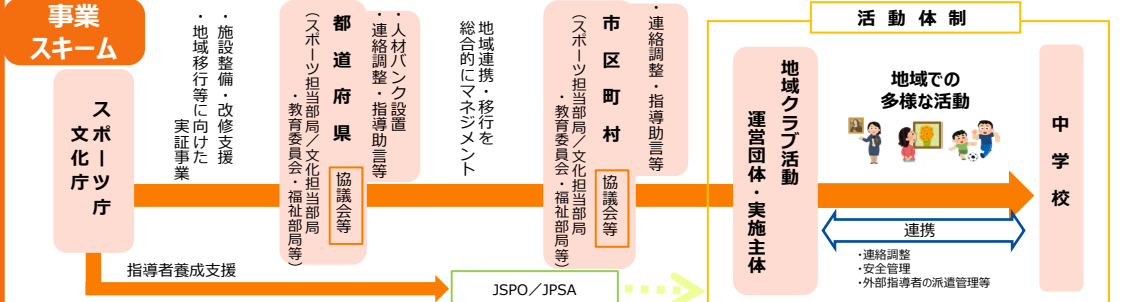 事業
スキーム
スポーツ庁
文化庁
・施設整備・改修支援
・地域移行等に向けた
実証事業
都道府県
（スポーツ担当部局／文化担当部局
・教育委員会・福祉部局等）
協議会等
・人材バンク設置
・連絡調整・指導助言等
地域連携・移行を
総合的にマネジメント
市区町村
（スポーツ担当部局／文化担当部局
・教育委員会・福祉部局等）
協議会等
・連絡調整・指導助言等
活動体制
地域クラブ活動
運営団体・実施主体
地域での
多様な活動
中学校
連携
・連絡調整
・安全管理
・外部指導者の派遣管理等
指導者養成支援
JSPO／JPSA